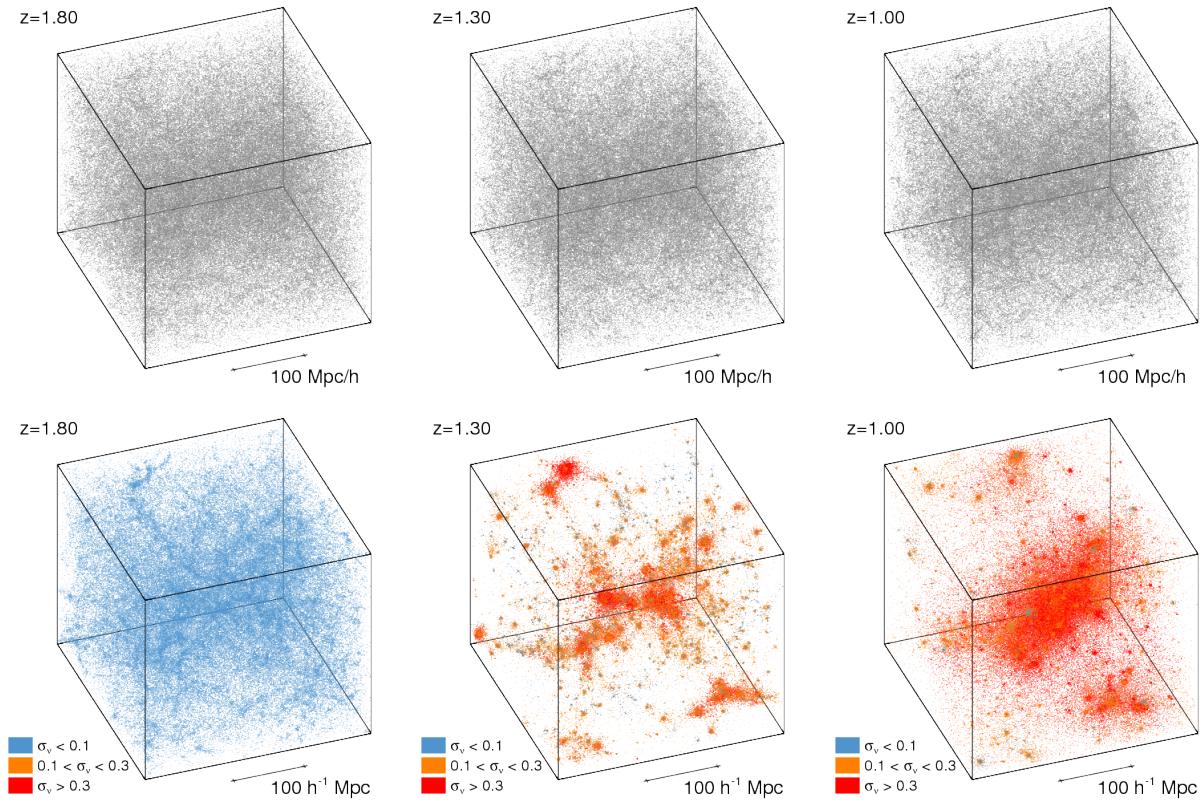 z=1.80
z=1.30
z=1.00
100 Mpc/h
100 Mpc/h
100 Mpc/h
z=1.80
z=1.30
z=1.00
σᵥ < 0.1
0.1 < σᵥ < 0.3
σᵥ > 0.3
100 h⁻¹ Mpc
σᵥ < 0.1
0.1 < σᵥ < 0.3
σᵥ > 0.3
100 h⁻¹ Mpc
σᵥ < 0.1
0.1 < σᵥ < 0.3
σᵥ > 0.3
100 h⁻¹ Mpc